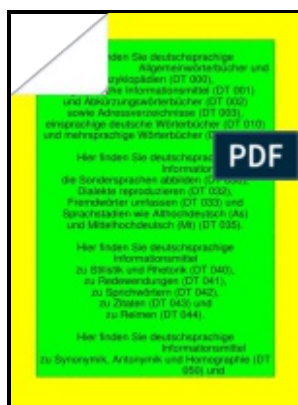 finden Sie deutschsprachige
Allgemeinwörterbücher und
zyklopädien (DT 000),
che Informationsmittel (DT 001)
und Abkürzungswörterbücher (DT 002)
sowie Adressverzeichnisse (DT 003),
einsprachige deutsche Wörterbücher (DT 010)
und mehrsprachige Wörterbücher
Hier finden Sie deutschsprac
Information
die Sondersprachen abbilden
Dialekte reproduzieren (DT 032),
Fremdwörter umfassen (DT 033) und
Sprachstadien wie Althochdeutsch (As)
und Mittelhochdeutsch (Mt) (DT 035).
Hier finden Sie deutschsprachige
Informationsmittel
zu Stilistik und Rhetorik (DT 040),
zu Redewendungen (DT 041),
zu Sprichwörtern (DT 042),
zu Zitaten (DT 043) und
zu Reimen (DT 044).
Hier finden Sie deutschsprachige
Informationsmittel
zu Synonymik, Antonymik und Homographie (DT
050) und
PDF